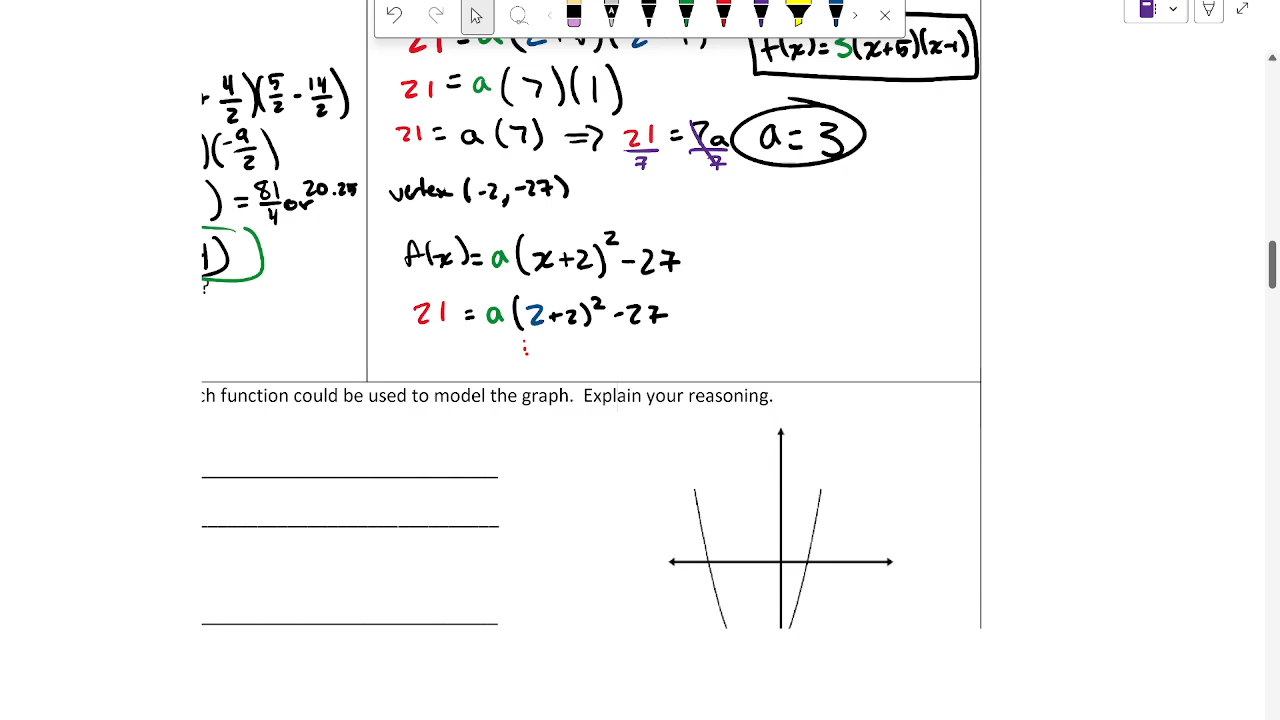 + 4/2)(5/2 - 14/2)
)(-9/2)
) = 81/4 or 20.25
1)
?
f(x) = 3(x+5)(x-1)
21 = a(7)(1)
21 = a(7) => 21/7 = 7a/7
a = 3
vertex (-2, -27)
f(x) = a(x+2)² - 27
21 = a(2+2)² - 27
⋮
ch function could be used to model the graph. Explain your reasoning.